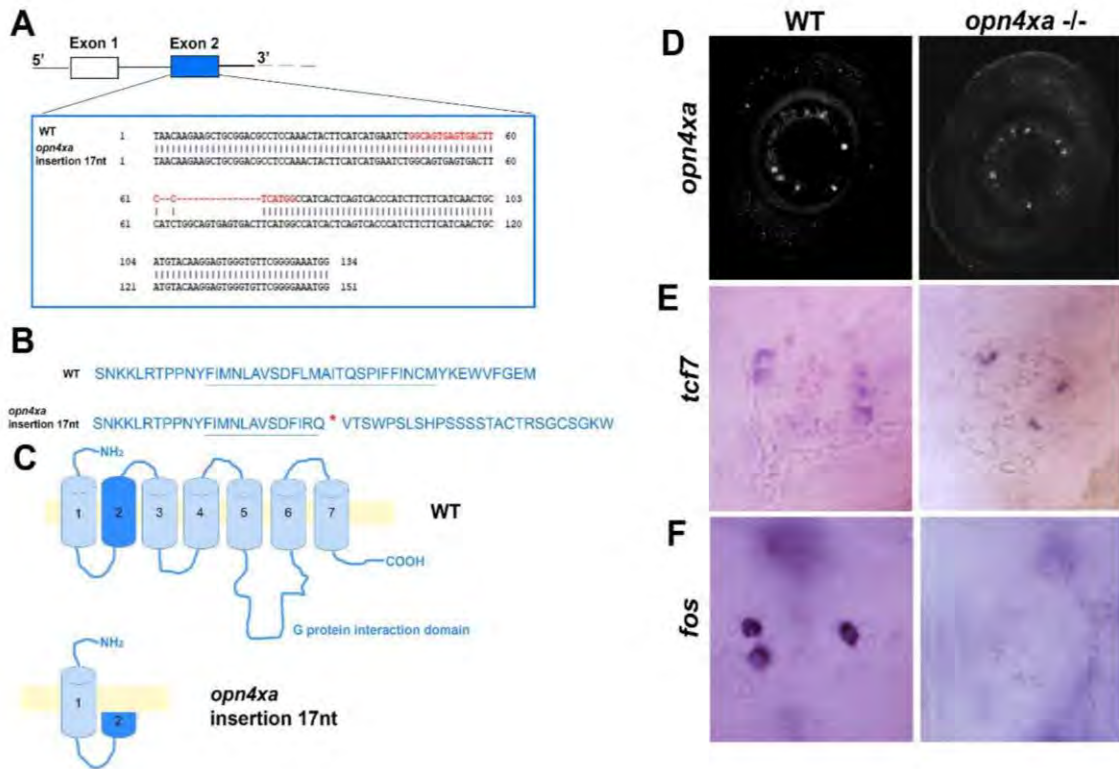 A
Exon 1
Exon 2
5'
3'
WT 1 TAACAAGAAGCTGCGGACGCCTCCAAACTACTTCATCATGAATCTGGCAGTGAGTGACTT 60
opn4xa
insertion 17nt 1 TAACAAGAAGCTGCGGACGCCTCCAAACTACTTCATCATGAATCTGGCAGTGAGTGACTT 60
61 C--C---------------TCATGGCCATCACTCAGTCACCCATCTTCTTCATCAACTGC 103
61 CATCTGGCAGTGAGTGACTTCATGGCCATCACTCAGTCACCCATCTTCTTCATCAACTGC 120
104 ATGTACAAGGAGTGGGTGTTCGGGGAAATGG 134
121 ATGTACAAGGAGTGGGTGTTCGGGGAAATGG 151
B
WT SNKKLRTPPNYFIMNLAVSDFLMAITQSPIFFINCMYKEWVFGEM
opn4xa
insertion 17nt SNKKLRTPPNYFIMNLAVSDFIRQ * VTSWPSLSHPSSSSTACTRSGCSGKW
C
NH2
1 2 3 4 5 6 7
WT
COOH
G protein interaction domain
NH2
1
2
opn4xa
insertion 17nt
WT
opn4xa -/-
D
opn4xa
E
tcf7
F
fos